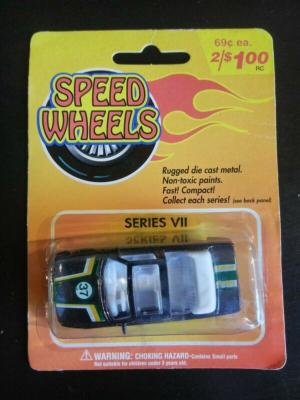 69¢ ea.
2/$1.00
RC
SPEED
WHEELS
Rugged die cast metal.
Non-toxic paints.
Fast! Compact!
Collect each series! (see back panel)
SERIES VII
37
WARNING: CHOKING HAZARD-Contains Small parts
Not suitable for children under 3 years old.